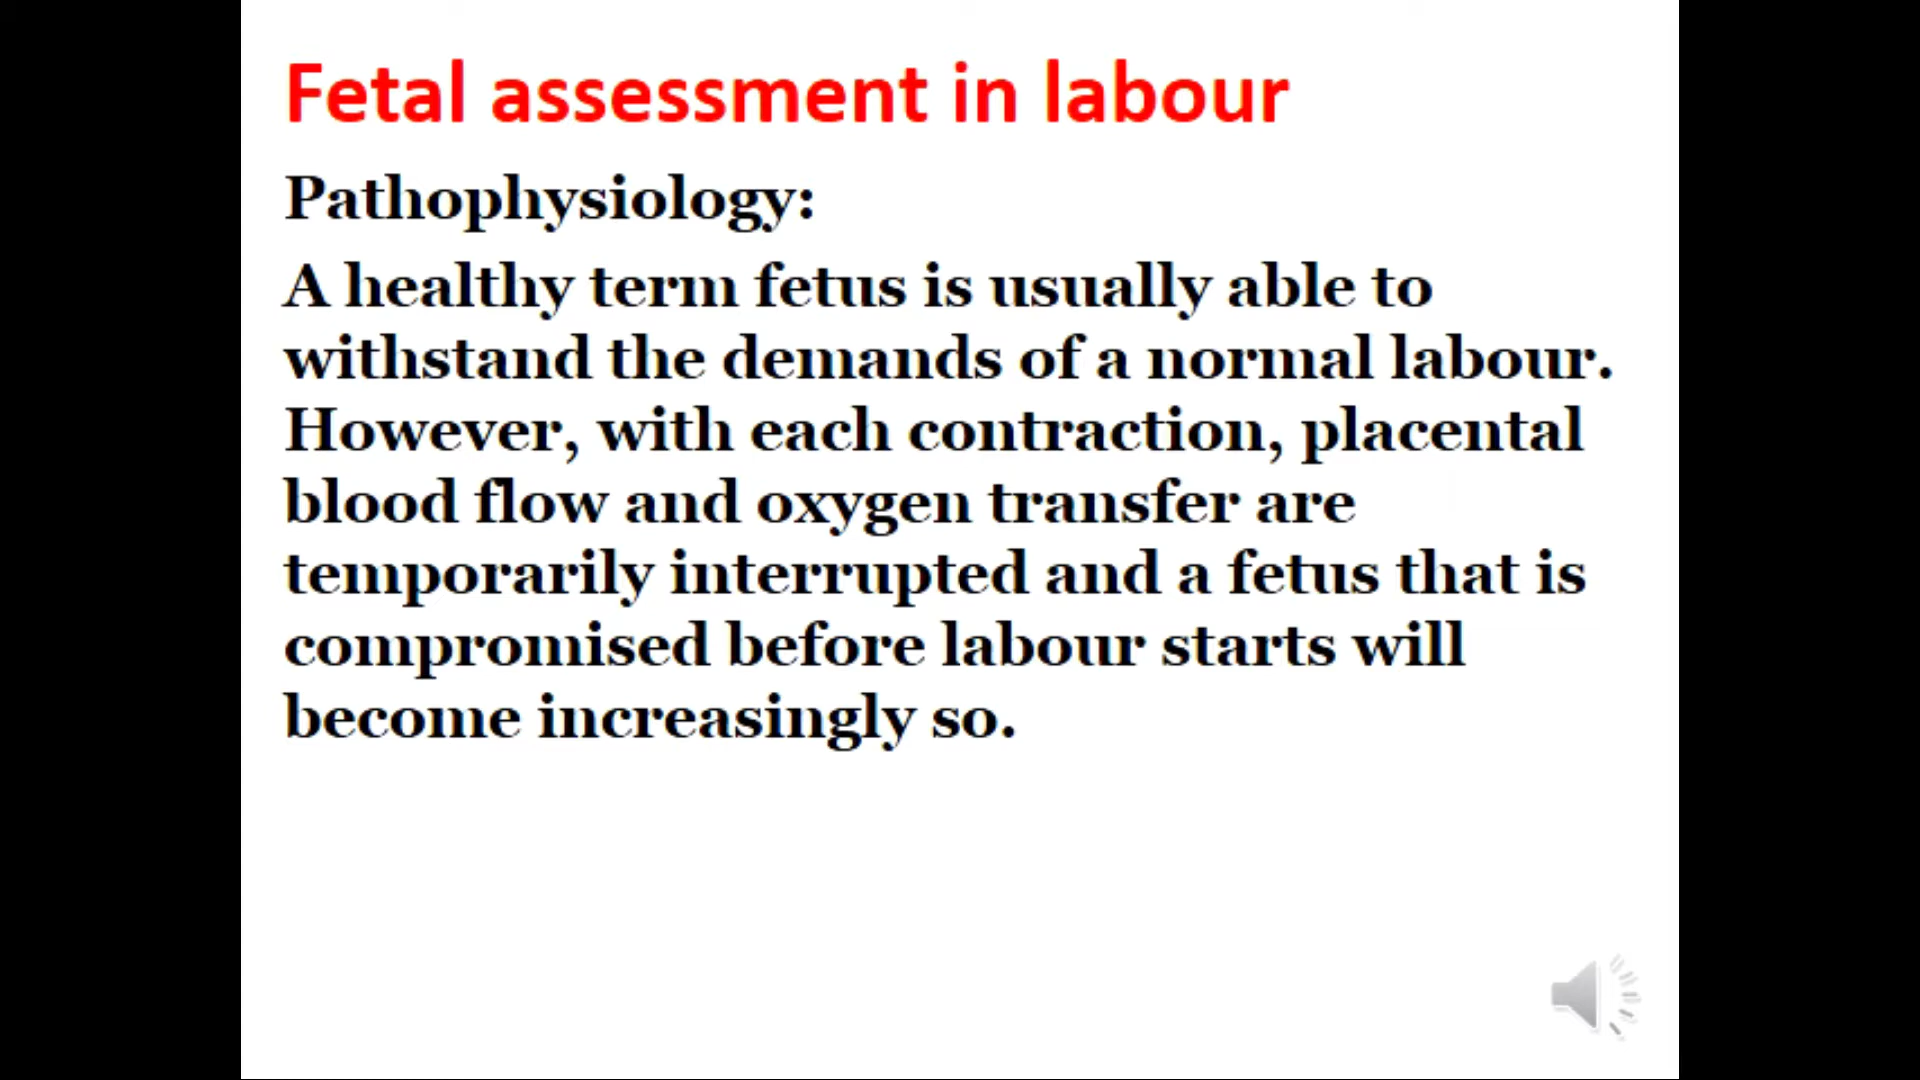 Fetal assessment in labour
Pathophysiology:
A healthy term fetus is usually able to
withstand the demands of a normal labour.
However, with each contraction, placental
blood flow and oxygen transfer are
temporarily interrupted and a fetus that is
compromised before labour starts will
become increasingly so.